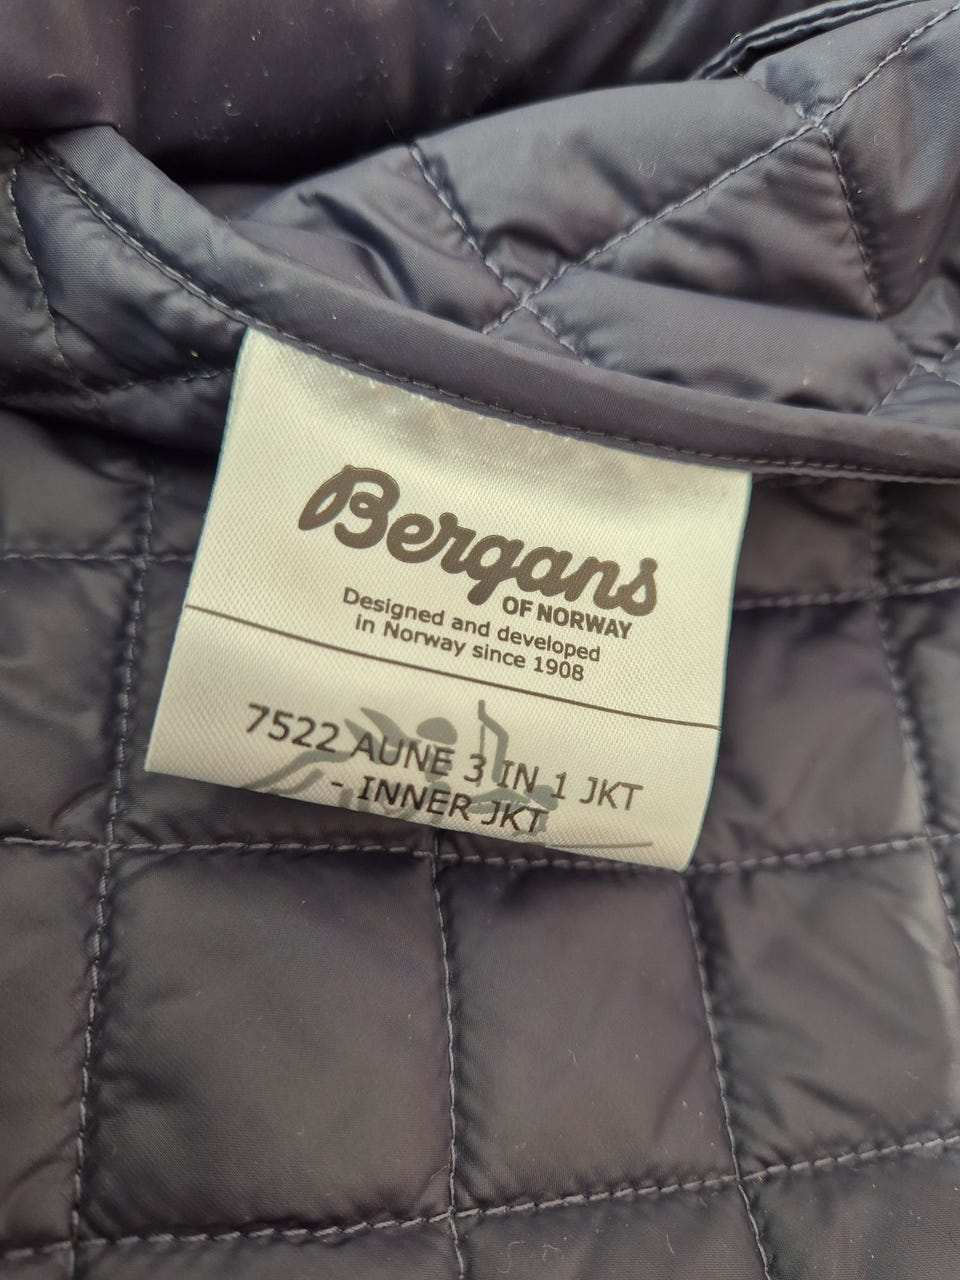 Bergans
OF NORWAY
Designed and developed
in Norway since 1908
7522 AUNE 3 IN 1 JKT
- INNER JKT